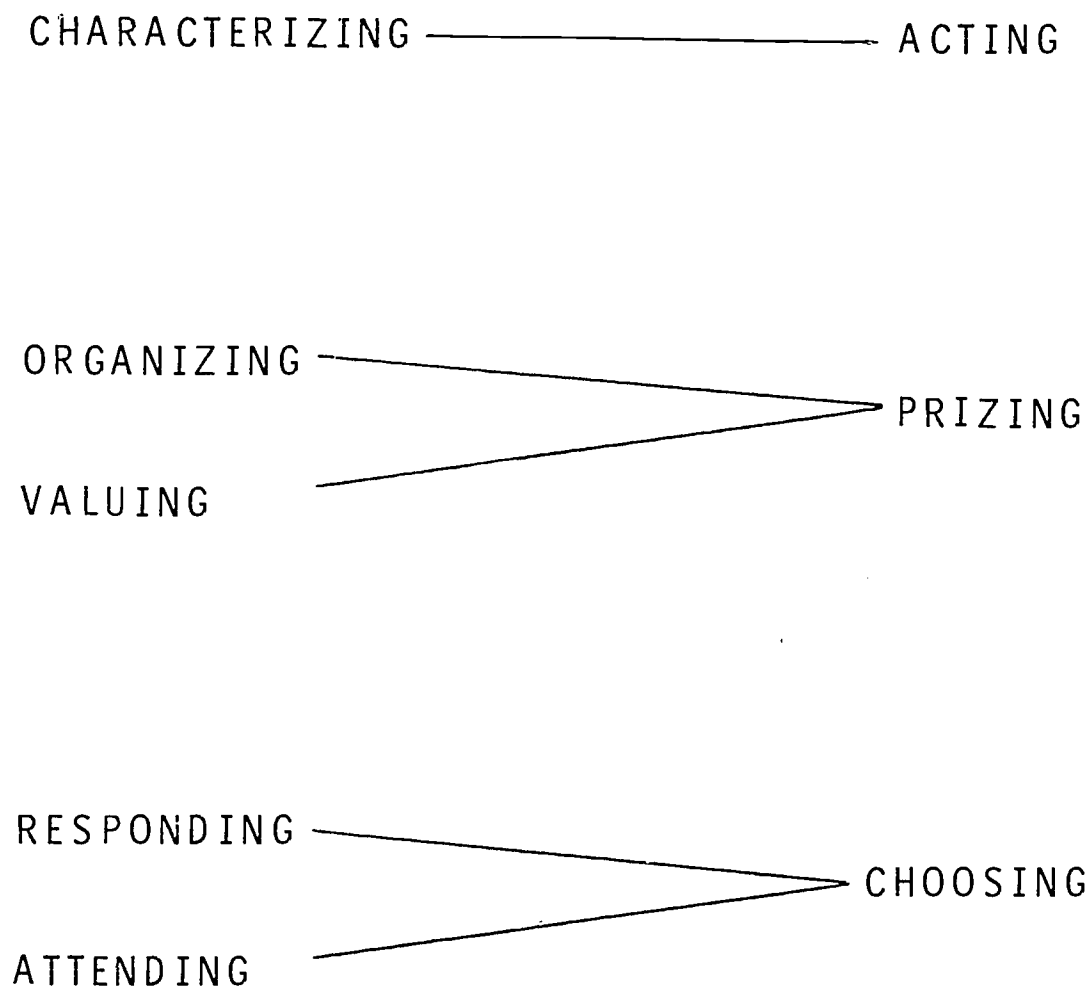 CHARACTERIZING ACTING
ORGANIZING
PRIZING
VALUING
RESPONDING
CHOOSING
ATTENDING